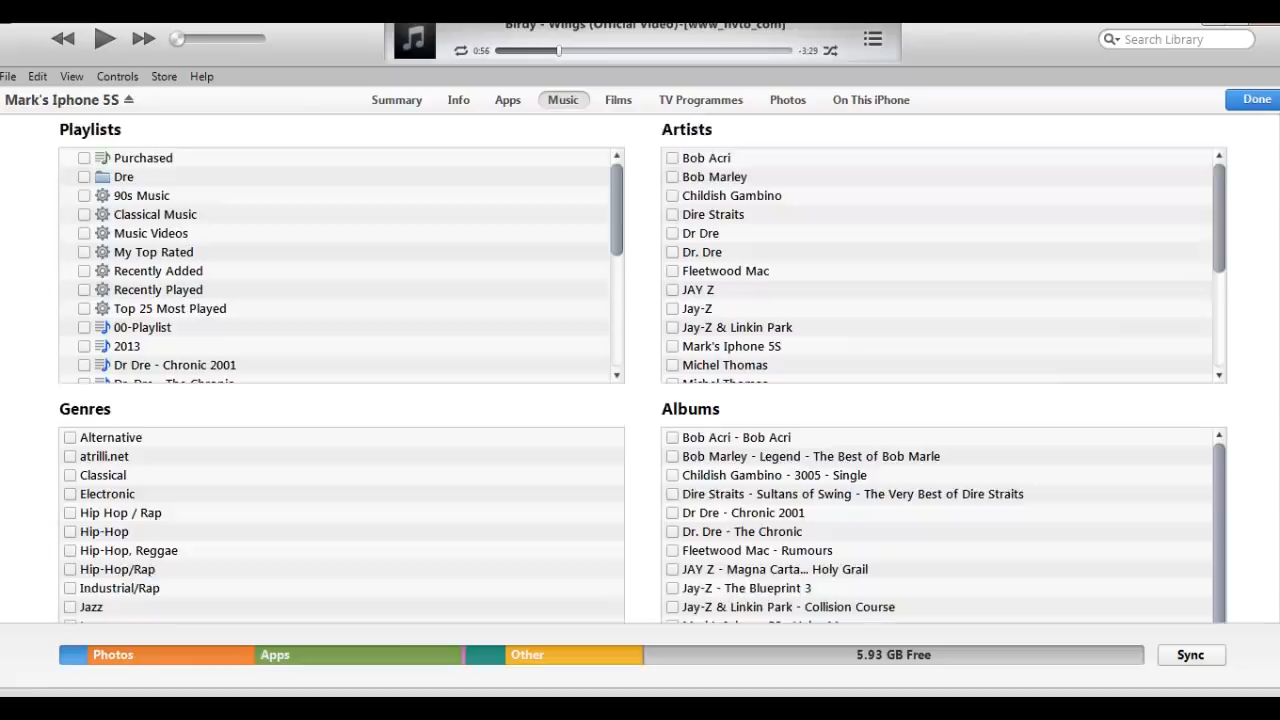 Birdy - Wings (Official Video)-[www_flvto_com]
0:56
-3:29
Search Library
File Edit View Controls Store Help
Mark's Iphone 5S
Summary Info Apps Music Films TV Programmes Photos On This iPhone
Done
Playlists
Purchased
Dre
90s Music
Classical Music
Music Videos
My Top Rated
Recently Added
Recently Played
Top 25 Most Played
00-Playlist
2013
Dr Dre - Chronic 2001
Dr. Dre - The Chronic
Artists
Bob Acri
Bob Marley
Childish Gambino
Dire Straits
Dr Dre
Dr. Dre
Fleetwood Mac
JAY Z
Jay-Z
Jay-Z & Linkin Park
Mark's Iphone 5S
Michel Thomas
Michel Thomas
Genres
Alternative
atrilli.net
Classical
Electronic
Hip Hop / Rap
Hip-Hop
Hip-Hop, Reggae
Hip-Hop/Rap
Industrial/Rap
Jazz
Albums
Bob Acri - Bob Acri
Bob Marley - Legend - The Best of Bob Marle
Childish Gambino - 3005 - Single
Dire Straits - Sultans of Swing - The Very Best of Dire Straits
Dr Dre - Chronic 2001
Dr. Dre - The Chronic
Fleetwood Mac - Rumours
JAY Z - Magna Carta... Holy Grail
Jay-Z - The Blueprint 3
Jay-Z & Linkin Park - Collision Course
Photos Apps Other 5.93 GB Free
Sync